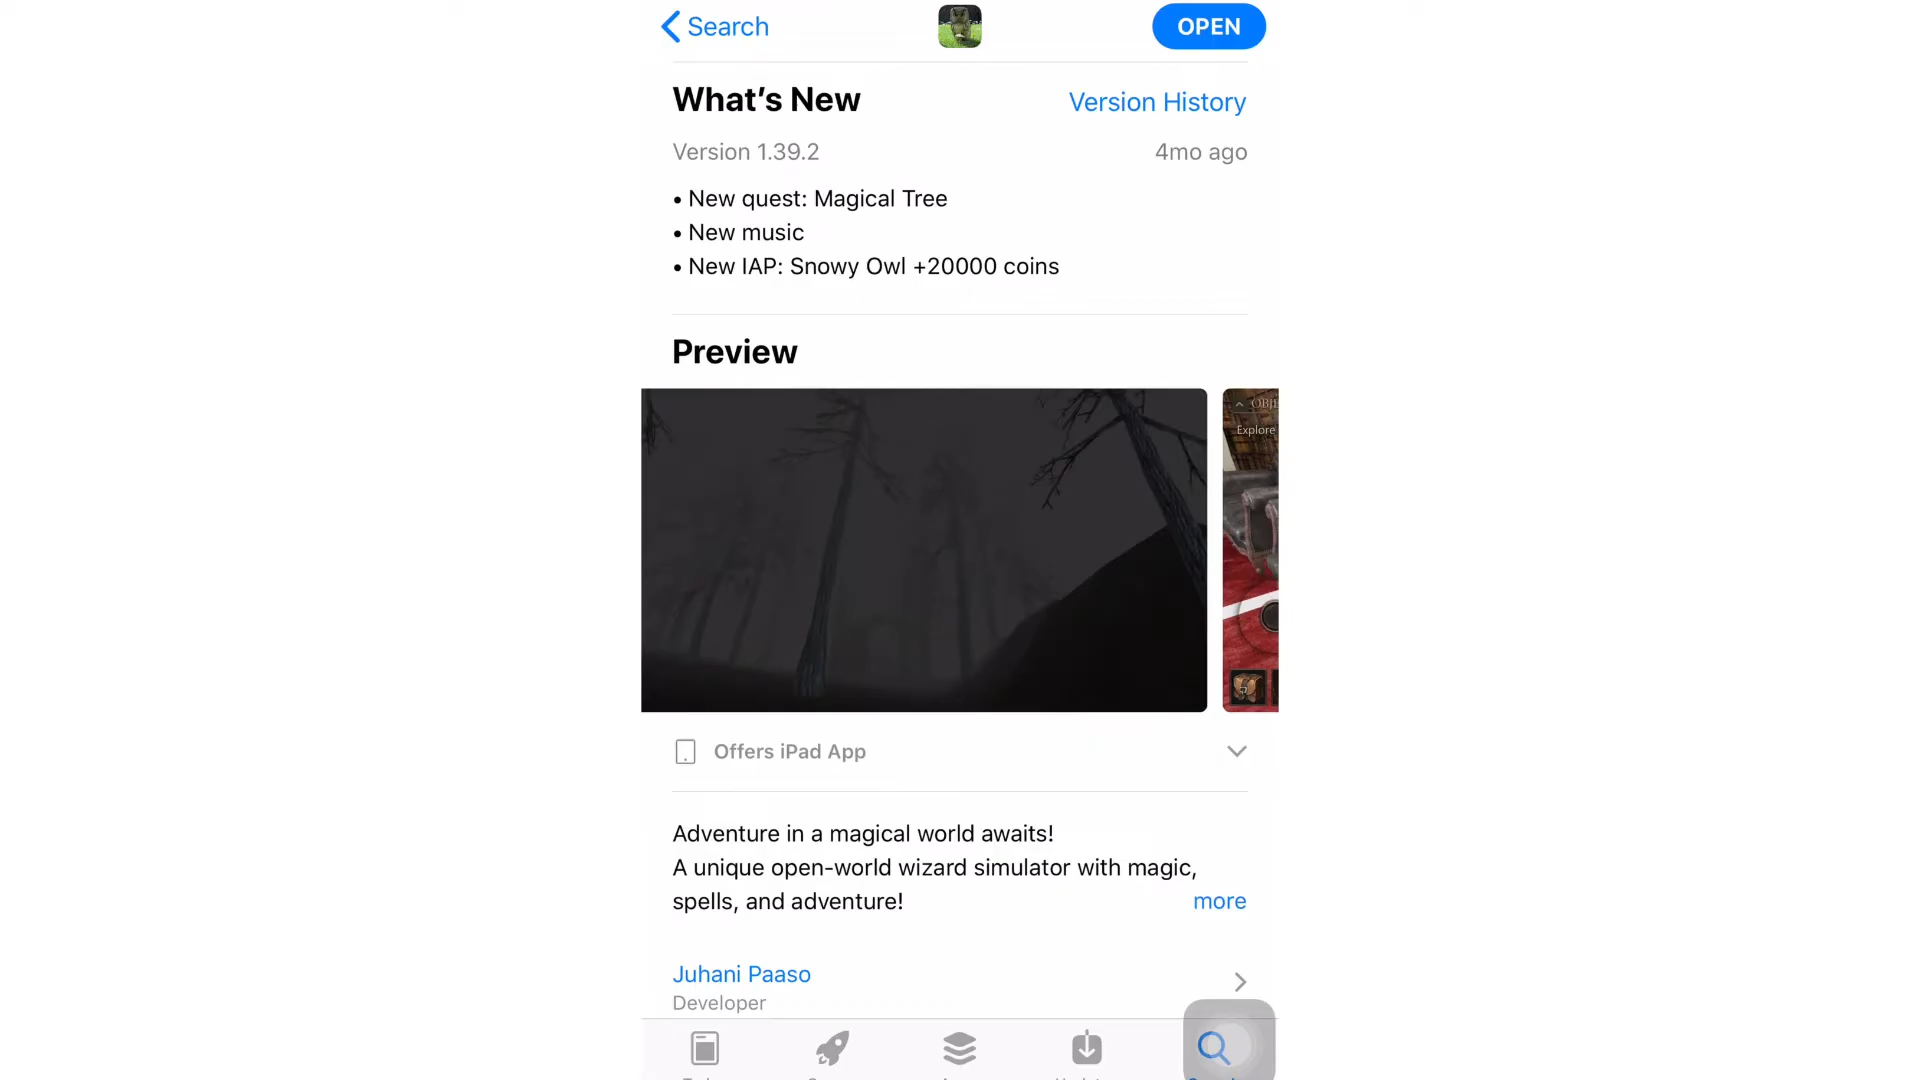 Search
OPEN
What’s New
Version History
Version 1.39.2
4mo ago
• New quest: Magical Tree
• New music
• New IAP: Snowy Owl +20000 coins
Preview
Explore
Offers iPad App
Adventure in a magical world awaits!
A unique open-world wizard simulator with magic,
spells, and adventure!
more
Juhani Paaso
Developer